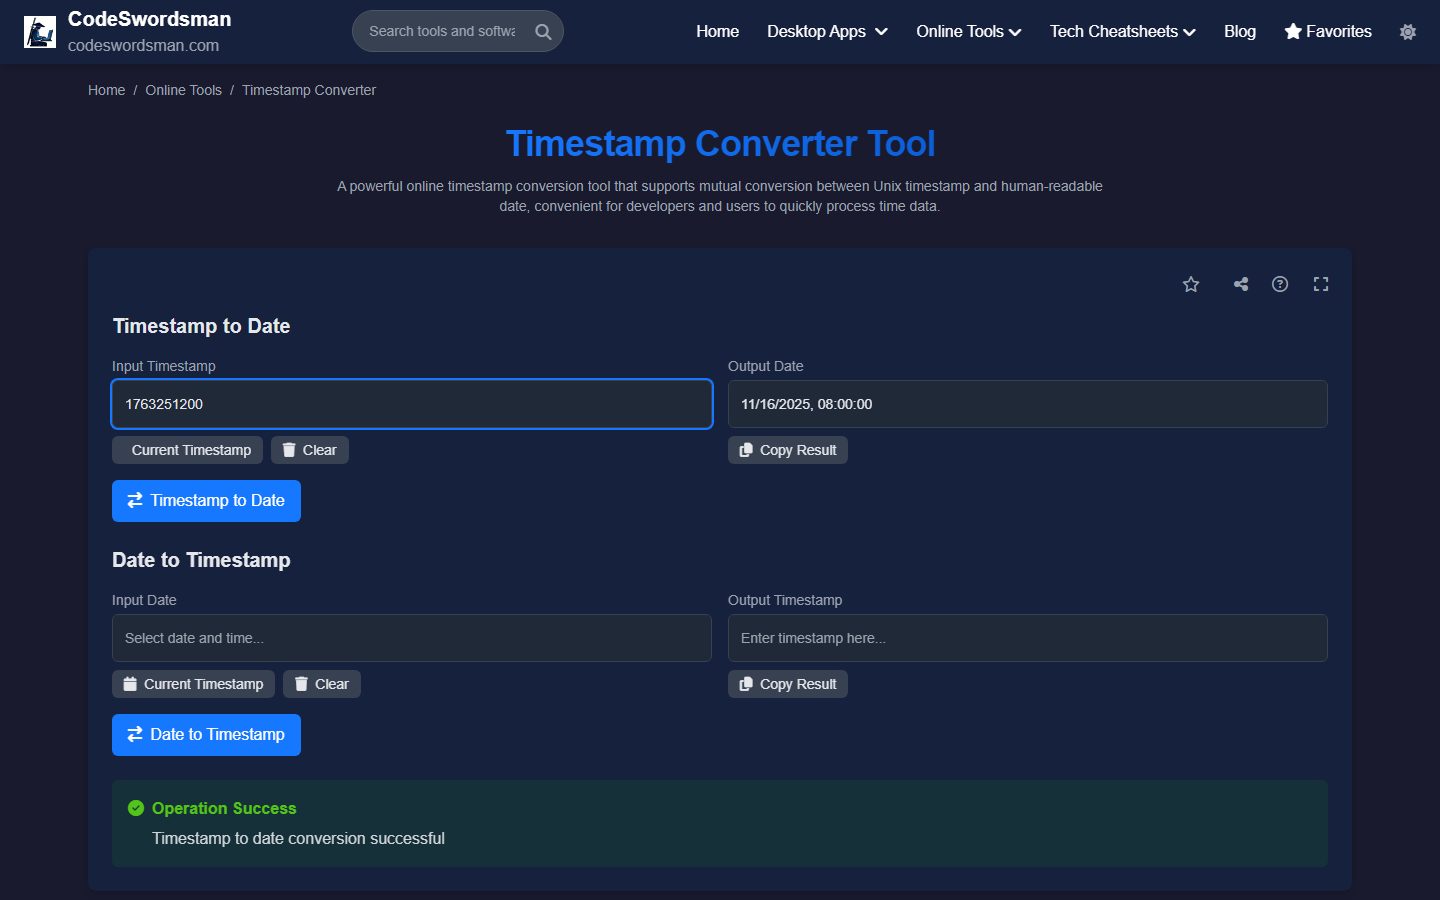 CodeSwordsman
codeswordsman.com
Search tools and softwa
Home
Desktop Apps
Online Tools
Tech Cheatsheets
Blog
Favorites
Home / Online Tools / Timestamp Converter
Timestamp Converter Tool
A powerful online timestamp conversion tool that supports mutual conversion between Unix timestamp and human-readable
date, convenient for developers and users to quickly process time data.
Timestamp to Date
Input Timestamp
Output Date
1763251200
11/16/2025, 08:00:00
Current Timestamp
Clear
Copy Result
Timestamp to Date
Date to Timestamp
Input Date
Output Timestamp
Select date and time...
Enter timestamp here...
Current Timestamp
Clear
Copy Result
Date to Timestamp
Operation Success
Timestamp to date conversion successful